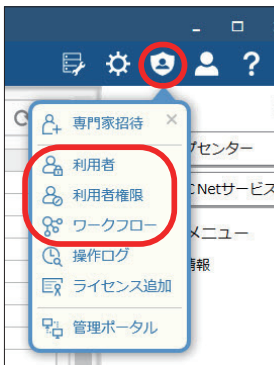 ?
専門家招待 ×
プセンター
利用者
CNetサービス
利用者権限
ワークフロー
メニュー
操作ログ
情報
ライセンス追加
管理ポータル